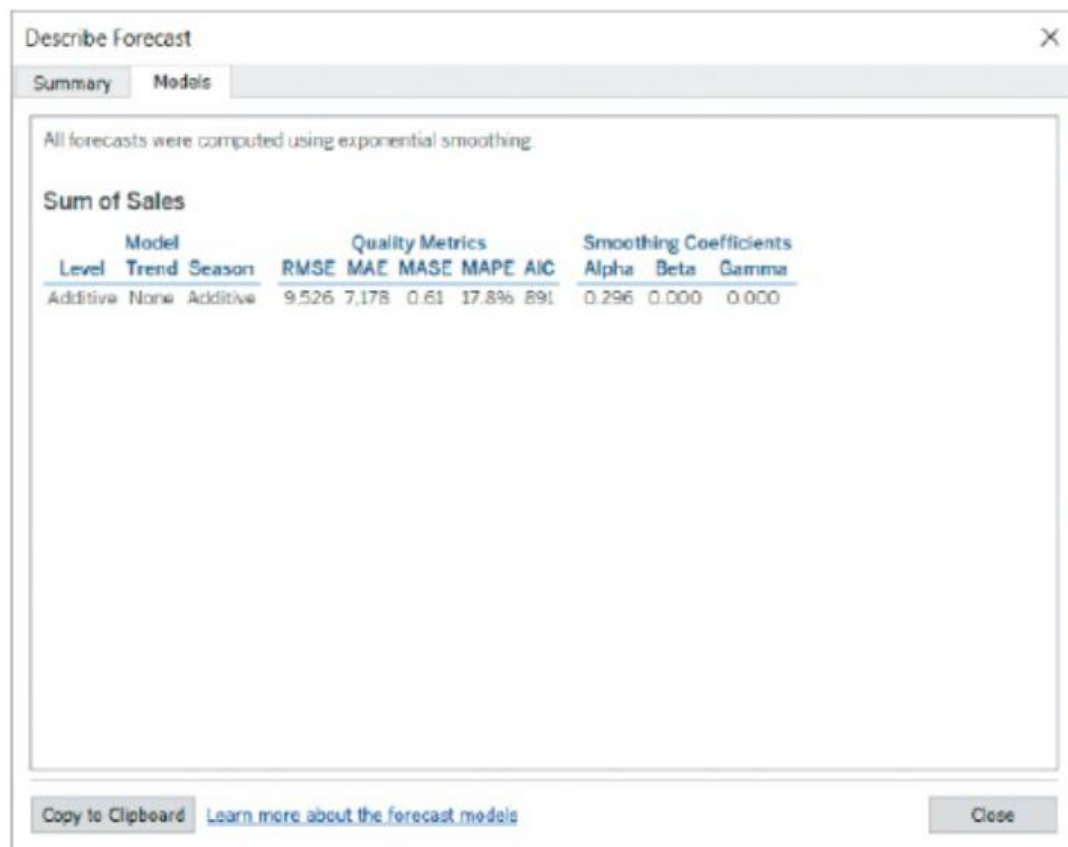 Describe Forecast
Summary Models
All forecasts were computed using exponential smoothing.
Sum of Sales
Model Quality Metrics Smoothing Coefficients
Level Trend Season RMSE MAE MASE MAPE AIC Alpha Beta Gamma
Additive None Additive 9,526 7,178 0.61 17.8% 891 0.296 0.000 0.000
Copy to Clipboard Learn more about the forecast models Close